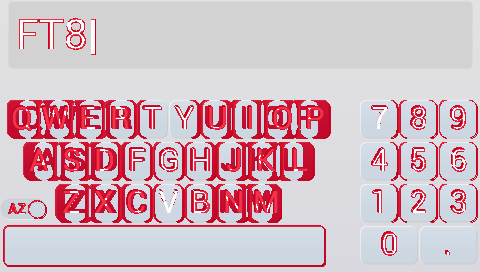 FT8
QWERTYUIOP 789
ASDFGHJKL 456
AZ ZXCVBNM 123
0 .